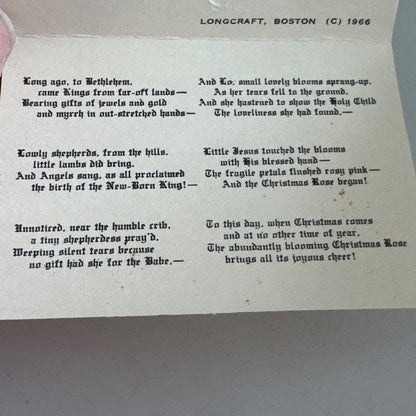 LONGCRAFT, BOSTON (C) 1966
Long ago, to Bethlehem,
came Kings from far-off lands—
Bearing gifts of jewels and gold
and myrrh in out-stretched hands—
Lowly shepherds, from the hills,
little lambs did bring,
And Angels sang, as all proclaimed
the birth of the New-Born King!—
Unnoticed, near the humble crib,
a tiny shepherdess pray'd,
Weeping silent tears because
no gift had she for the Babe,—
And Lo, small lovely blooms sprang-up,
As her tears fell to the ground,
And she hastened to show the Holy Child
The loveliness she had found,—
Little Jesus touched the blooms
with His blessed hand—
The fragile petals flushed rosy pink—
And the Christmas Rose began!
To this day, when Christmas comes
and at no other time of year,
The abundantly blooming Christmas Rose
brings all its joyous cheer!